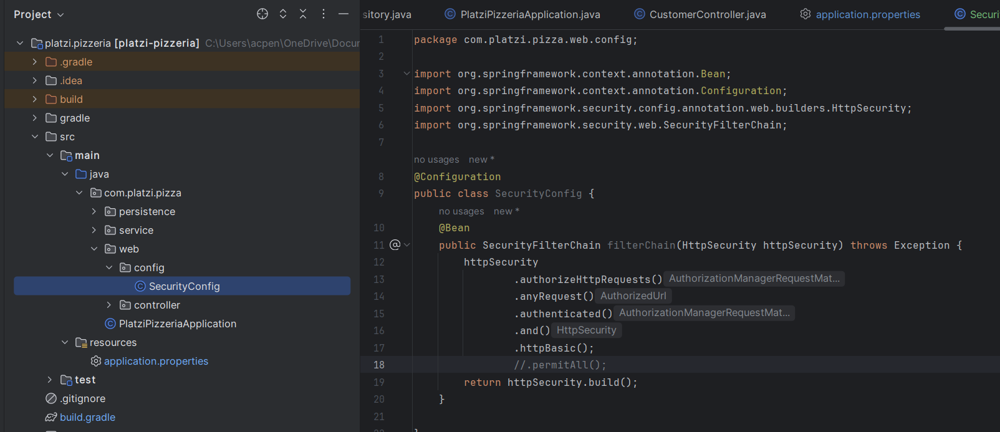 Project
platzi.pizzeria [platzi-pizzeria] C:\Users\acpen\OneDrive\Docur
.gradle
.idea
build
gradle
src
main
java
com.platzi.pizza
persistence
service
web
config
SecurityConfig
controller
PlatziPizzeriaApplication
resources
application.properties
test
.gitignore
build.gradle
sitory.java PlatziPizzeriaApplication.java CustomerController.java application.properties Securi
1 package com.platzi.pizza.web.config;
2
3 import org.springframework.context.annotation.Bean;
4 import org.springframework.context.annotation.Configuration;
5 import org.springframework.security.config.annotation.web.builders.HttpSecurity;
6 import org.springframework.security.web.SecurityFilterChain;
7
no usages new *
8 @Configuration
9 public class SecurityConfig {
no usages new *
10 @Bean
11 public SecurityFilterChain filterChain(HttpSecurity httpSecurity) throws Exception {
12 httpSecurity
13 .authorizeHttpRequests() AuthorizationManagerRequestMat...
14 .anyRequest() AuthorizedUrl
15 .authenticated() AuthorizationManagerRequestMat...
16 .and() HttpSecurity
17 .httpBasic();
18 //.permitAll();
19 return httpSecurity.build();
20 }
21